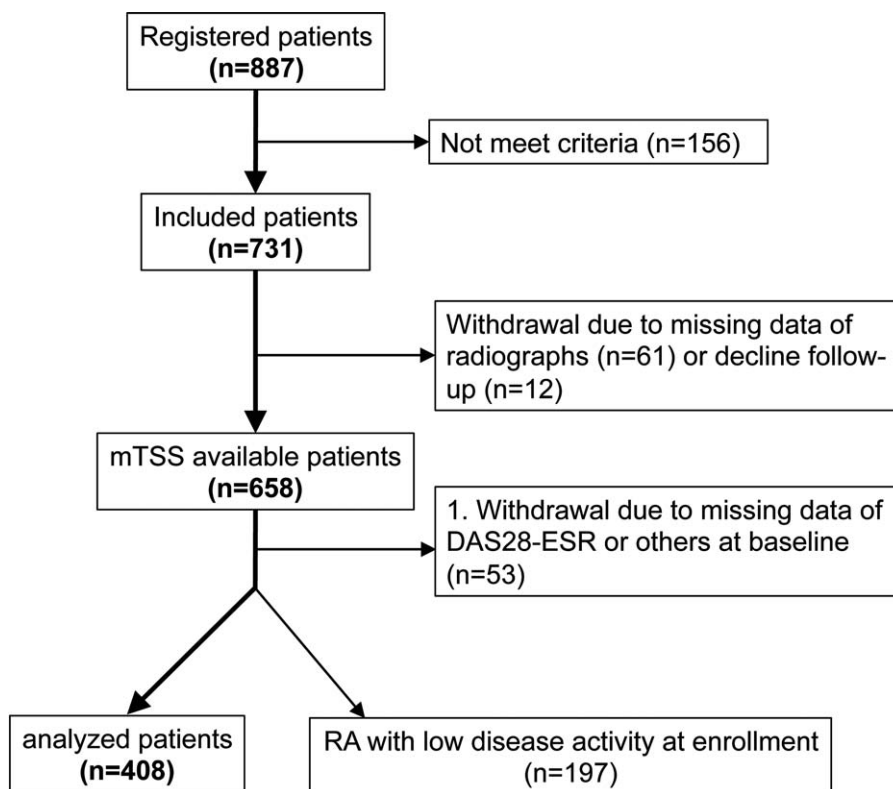 Registered patients
(n=887)
Not meet criteria (n=156)
Included patients
(n=731)
Withdrawal due to missing data of
radiographs (n=61) or decline follow-
up (n=12)
mTSS available patients
(n=658)
1. Withdrawal due to missing data of
DAS28-ESR or others at baseline
(n=53)
analyzed patients
(n=408)
RA with low disease activity at enrollment
(n=197)